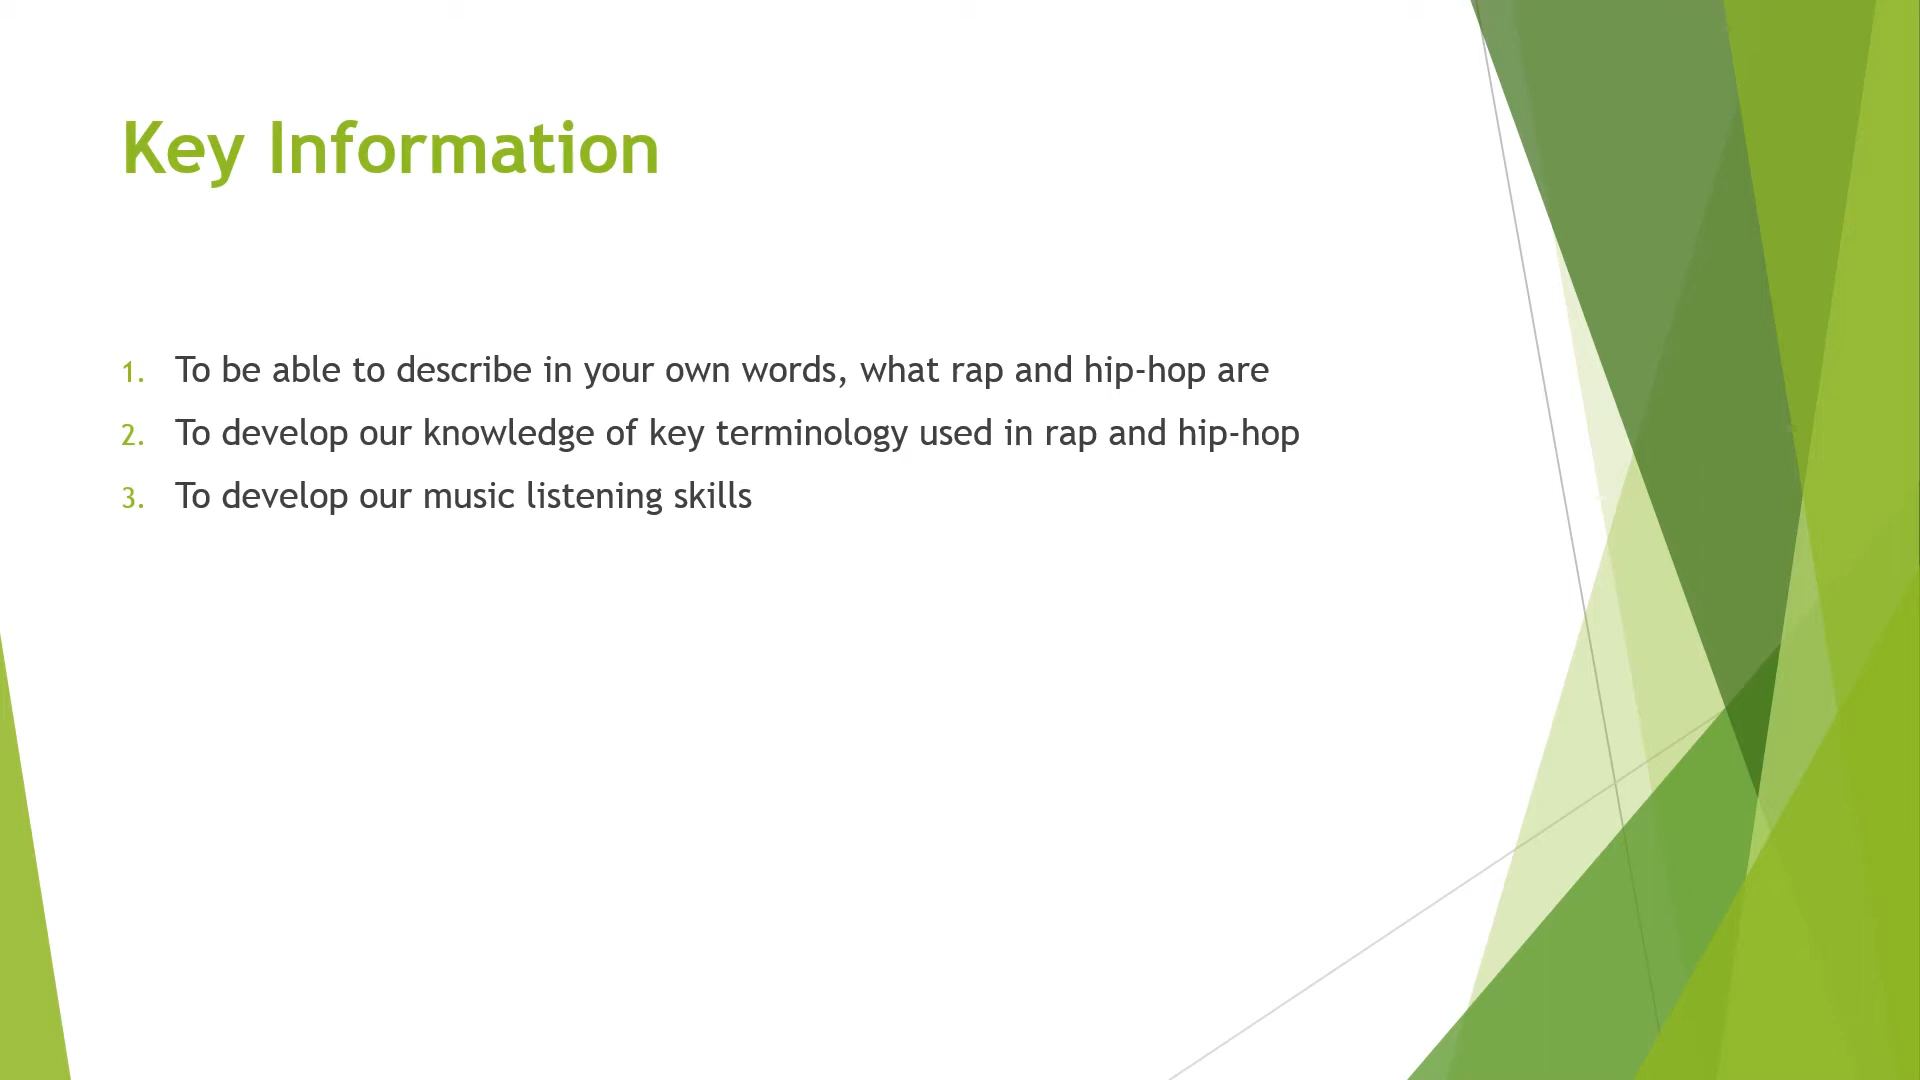 Key Information
1. To be able to describe in your own words, what rap and hip-hop are
2. To develop our knowledge of key terminology used in rap and hip-hop
3. To develop our music listening skills